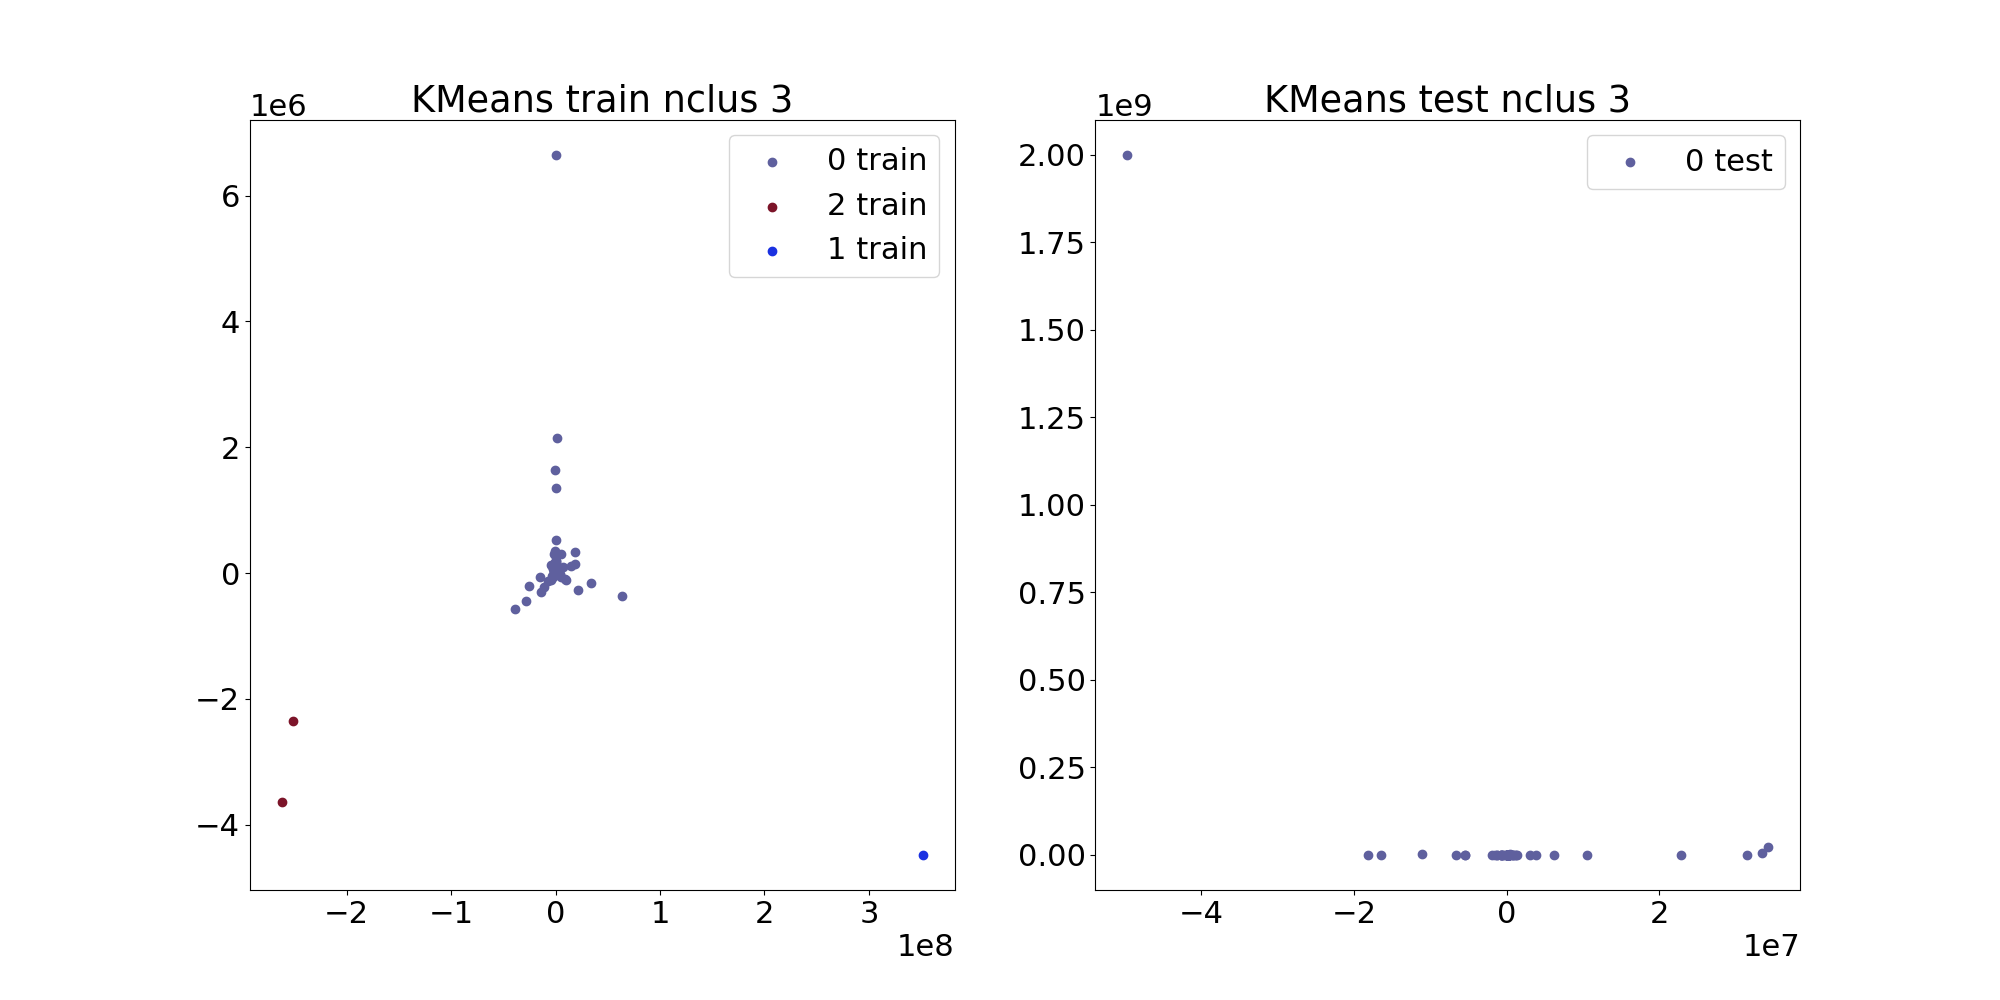 KMeans train nclus 3
1e6
0 train
2 train
1 train
6
4
2
0
−2
−4
−2 −1 0 1 2 3
1e8
KMeans test nclus 3
1e9
0 test
2.00
1.75
1.50
1.25
1.00
0.75
0.50
0.25
0.00
−4 −2 0 2
1e7